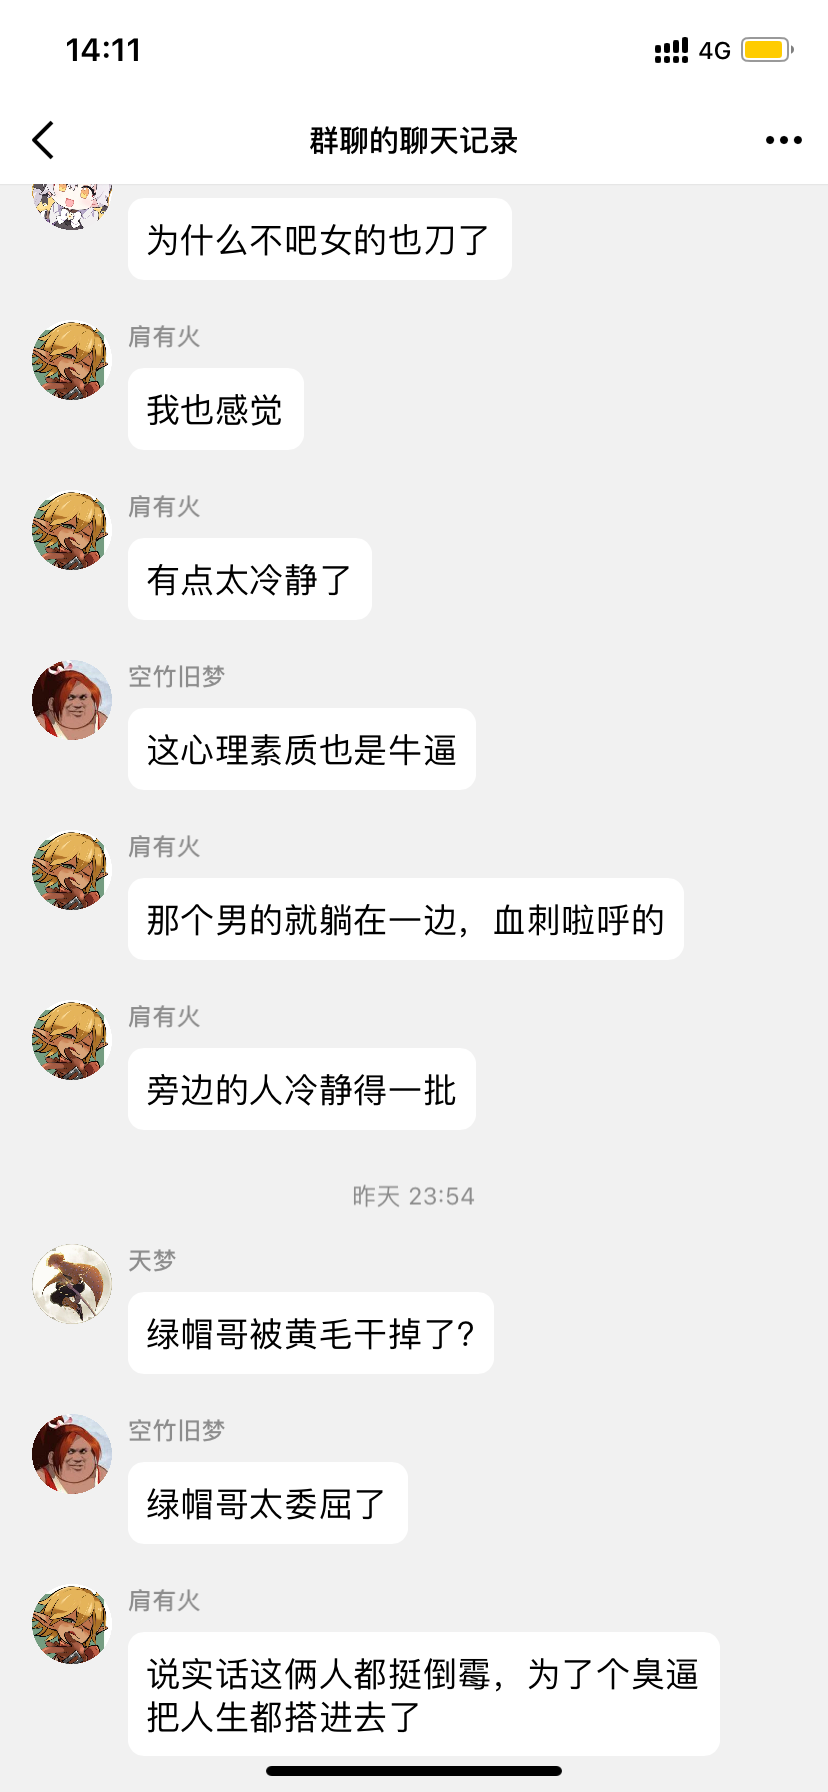 14:11
4G
群聊的聊天记录
为什么不吧女的也刀了
肩有火
我也感觉
肩有火
有点太冷静了
空竹旧梦
这心理素质也是牛逼
肩有火
那个男的就躺在一边，血刺啦呼的
肩有火
旁边的人冷静得一批
昨天 23:54
天梦
绿帽哥被黄毛干掉了?
空竹旧梦
绿帽哥太委屈了
肩有火
说实话这俩人都挺倒霉，为了个臭逼
把人生都搭进去了